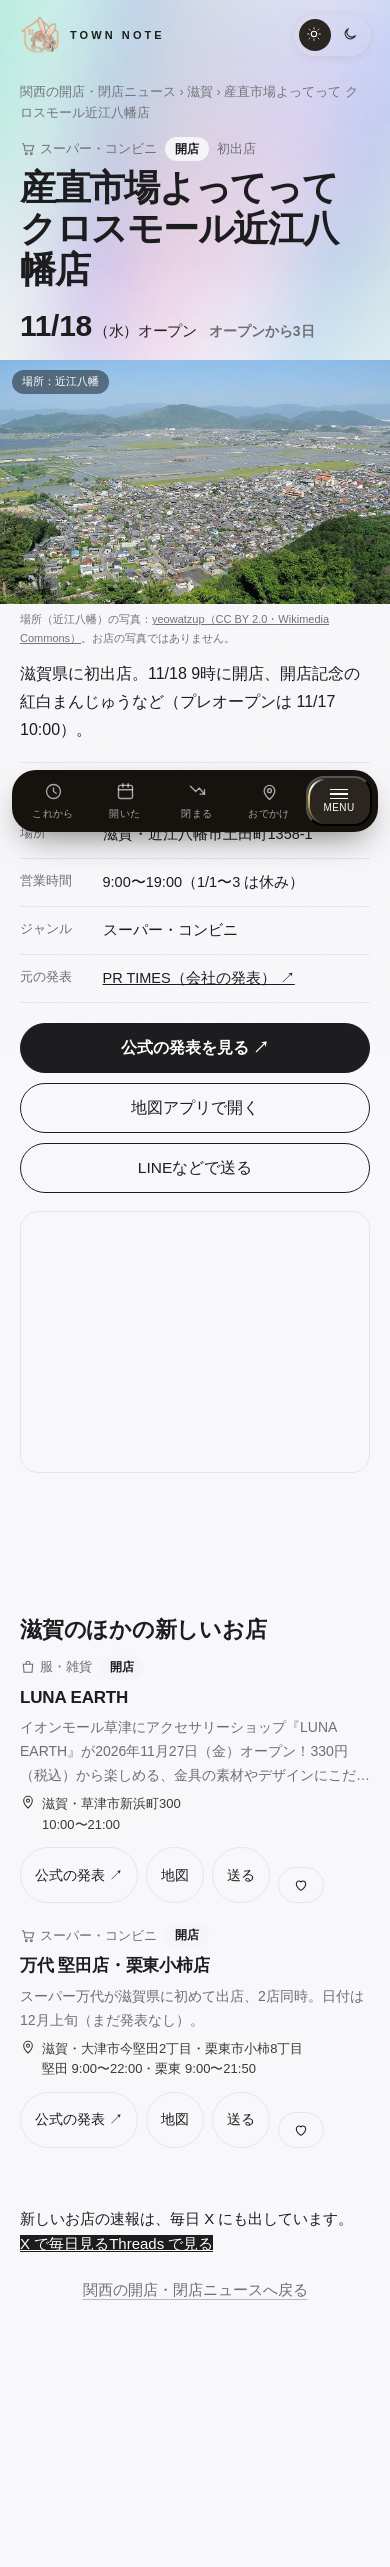 TOWN NOTE
関西の開店・閉店ニュース › 滋賀 › 産直市場よってって ク
ロスモール近江八幡店
スーパー・コンビニ 開店 初出店
産直市場よってって
クロスモール近江八
幡店
11/18（水）オープン オープンから3日
場所：近江八幡
場所（近江八幡）の写真：yeowatzup（CC BY 2.0・Wikimedia
Commons）。お店の写真ではありません。
滋賀県に初出店。11/18 9時に開店、開店記念の
紅白まんじゅうなど（プレオープンは 11/17
10:00）。
これから 開いた 閉まる おでかけ MENU
場所 滋賀・近江八幡市土田町1358-1
営業時間 9:00〜19:00（1/1〜3 は休み）
ジャンル スーパー・コンビニ
元の発表 PR TIMES（会社の発表） ↗
公式の発表を見る ↗
地図アプリで開く
LINEなどで送る
滋賀のほかの新しいお店
服・雑貨 開店
LUNA EARTH
イオンモール草津にアクセサリーショップ『LUNA
EARTH』が2026年11月27日（金）オープン！330円
（税込）から楽しめる、金具の素材やデザインにこだ…
滋賀・草津市新浜町300
10:00〜21:00
公式の発表 ↗ 地図 送る
スーパー・コンビニ 開店
万代 堅田店・栗東小柿店
スーパー万代が滋賀県に初めて出店、2店同時。日付は
12月上旬（まだ発表なし）。
滋賀・大津市今堅田2丁目・栗東市小柿8丁目
堅田 9:00〜22:00・栗東 9:00〜21:50
公式の発表 ↗ 地図 送る
新しいお店の速報は、毎日 X にも出しています。
X で毎日見るThreads で見る
関西の開店・閉店ニュースへ戻る